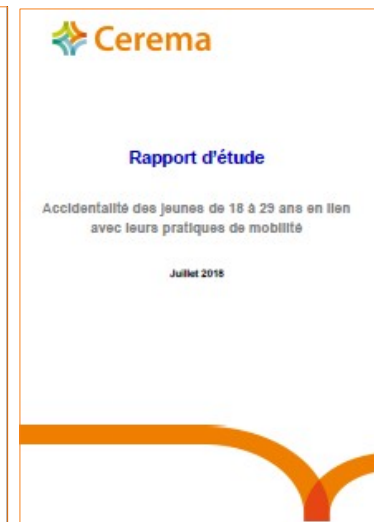 Cerema
Rapport d'étude
Accidentalité des jeunes de 18 à 29 ans en lien
avec leurs pratiques de mobilité
Juillet 2018